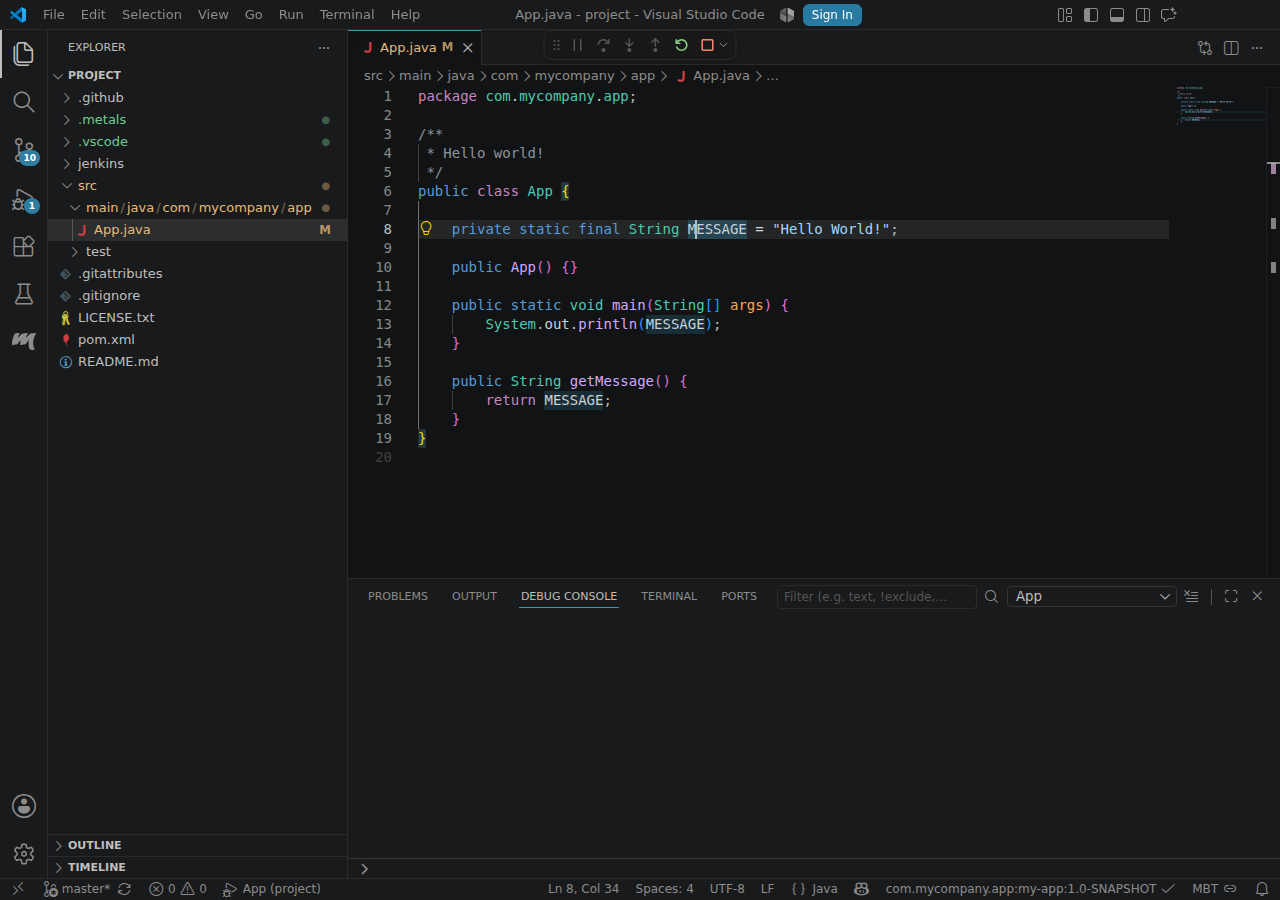 File Edit Selection View Go Run Terminal Help App.java - project - Visual Studio Code Sign In
EXPLORER
PROJECT
.github
.metals
.vscode
jenkins
src
main/java/com/mycompany/app
App.java M
test
.gitattributes
.gitignore
LICENSE.txt
pom.xml
README.md
OUTLINE
TIMELINE
10
1
App.java M
src > main > java > com > mycompany > app > App.java > ...
1 package com.mycompany.app;
2
3 /**
4 * Hello world!
5 */
6 public class App {
7
8 private static final String MESSAGE = "Hello World!";
9
10 public App() {}
11
12 public static void main(String[] args) {
13 System.out.println(MESSAGE);
14 }
15
16 public String getMessage() {
17 return MESSAGE;
18 }
19 }
20
PROBLEMS OUTPUT DEBUG CONSOLE TERMINAL PORTS Filter (e.g. text, !exclude,... App
master* 0 0 App (project) Ln 8, Col 34 Spaces: 4 UTF-8 LF { } Java com.mycompany.app:my-app:1.0-SNAPSHOT MBT